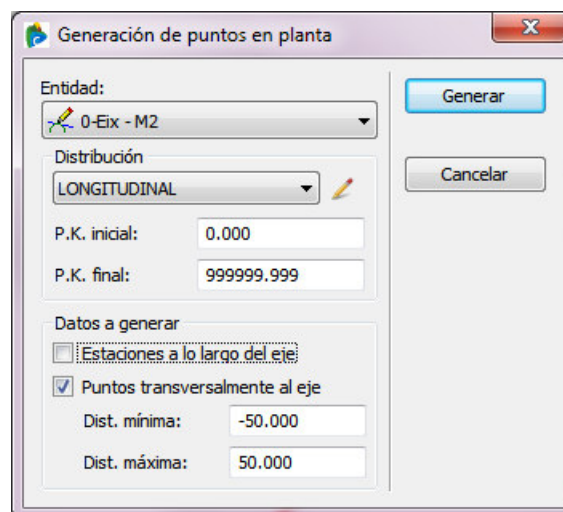 Generación de puntos en planta
Entidad:
0-Eix - M2
Generar
Distribución
LONGITUDINAL
Cancelar
P.K. inicial: 0.000
P.K. final: 999999.999
Datos a generar
Estaciones a lo largo del eje
Puntos transversalmente al eje
Dist. mínima: -50.000
Dist. máxima: 50.000